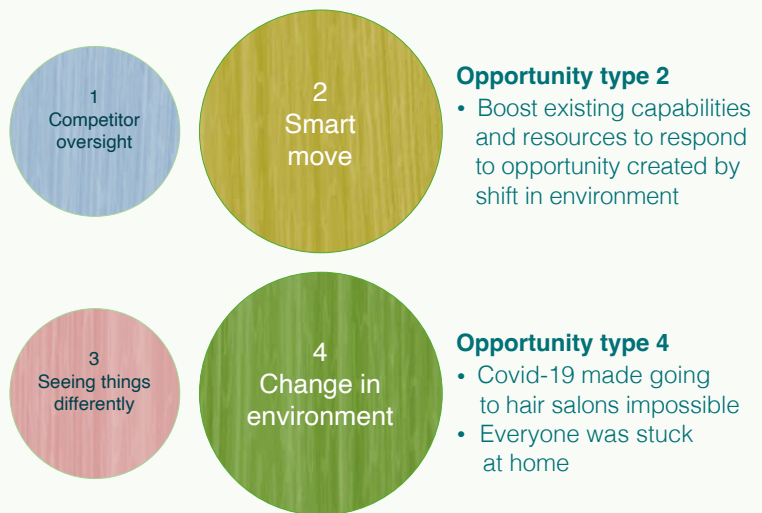 1
Competitor
oversight
2
Smart
move
Opportunity type 2
• Boost existing capabilities
and resources to respond
to opportunity created by
shift in environment
3
Seeing things
differently
4
Change in
environment
Opportunity type 4
• Covid-19 made going
to hair salons impossible
• Everyone was stuck
at home